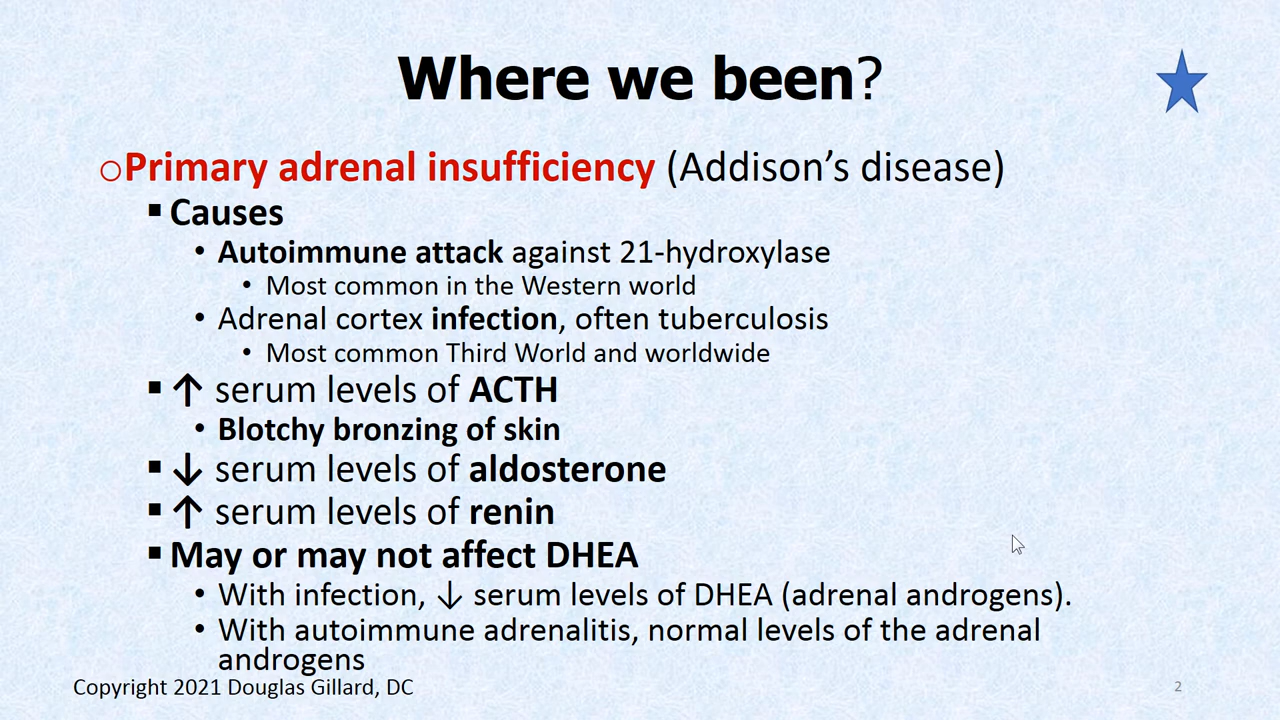 Where we been?
oPrimary adrenal insufficiency (Addison’s disease)
▪ Causes
• Autoimmune attack against 21-hydroxylase
• Most common in the Western world
• Adrenal cortex infection, often tuberculosis
• Most common Third World and worldwide
▪ ↑ serum levels of ACTH
• Blotchy bronzing of skin
▪ ↓ serum levels of aldosterone
▪ ↑ serum levels of renin
▪ May or may not affect DHEA
• With infection, ↓ serum levels of DHEA (adrenal androgens).
• With autoimmune adrenalitis, normal levels of the adrenal
androgens
Copyright 2021 Douglas Gillard, DC
2